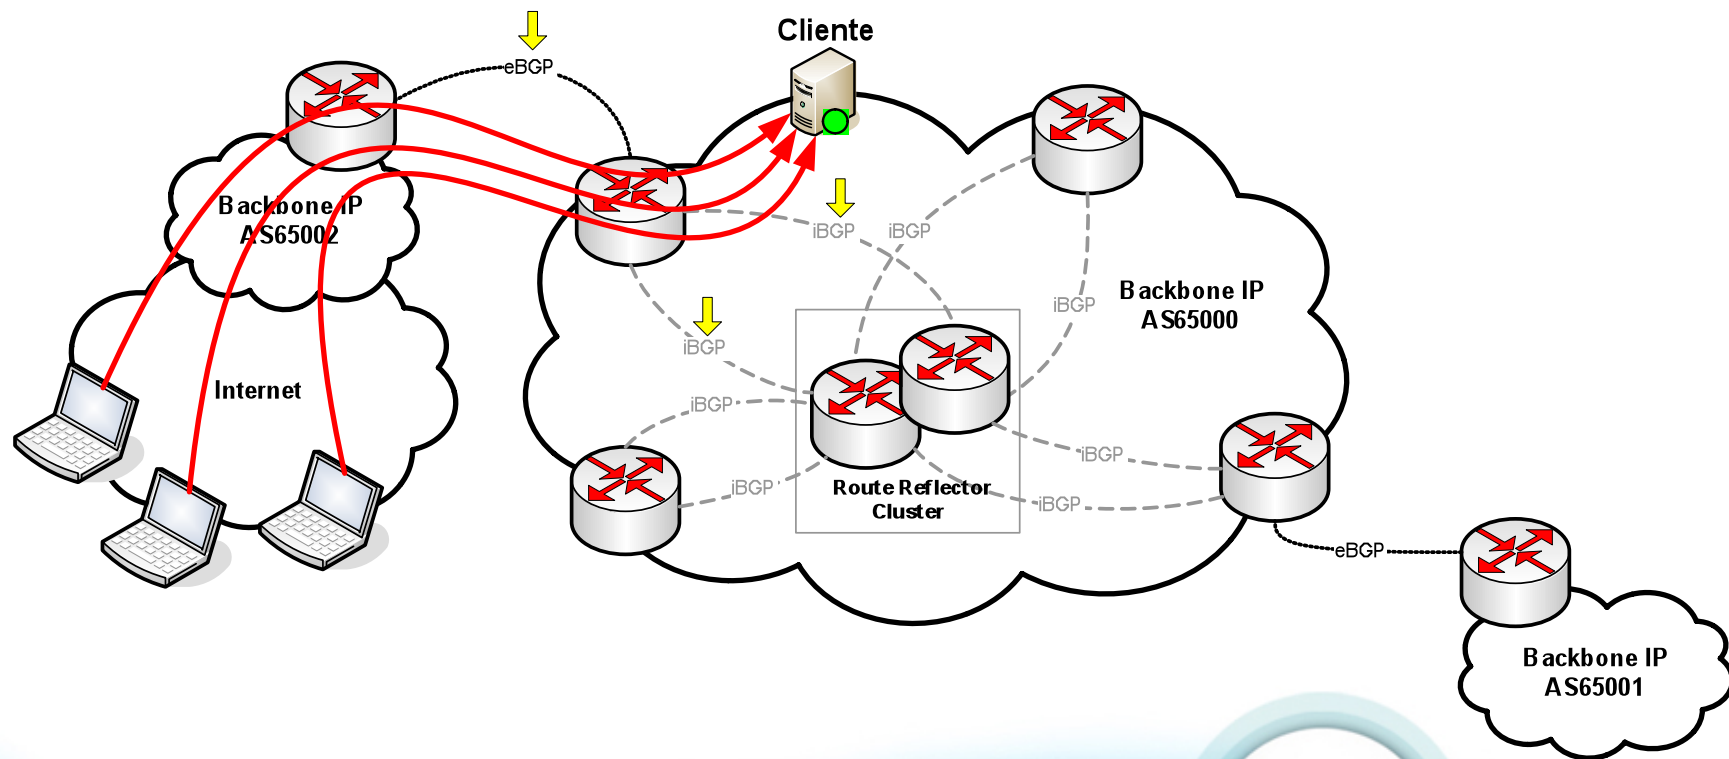 Cliente
eBGP
Backbone IP
AS65002
iBGP
iBGP
Backbone IP
AS65000
iBGP
iBGP
Internet
iBGP
iBGP
iBGP
Route Reflector
Cluster
iBGP
eBGP
Backbone IP
AS65001